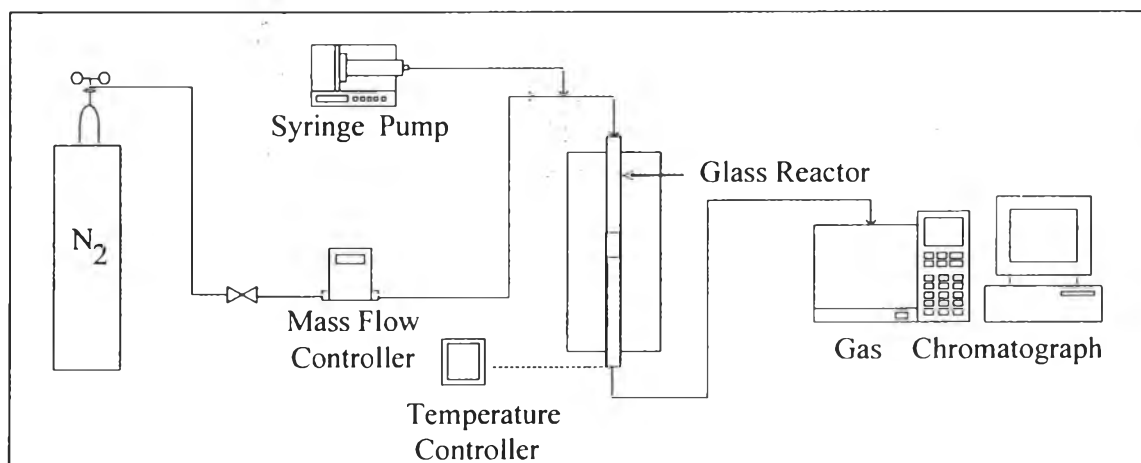 Syringe Pump
Glass Reactor
N2
Mass Flow
Controller
Gas Chromatograph
Temperature
Controller